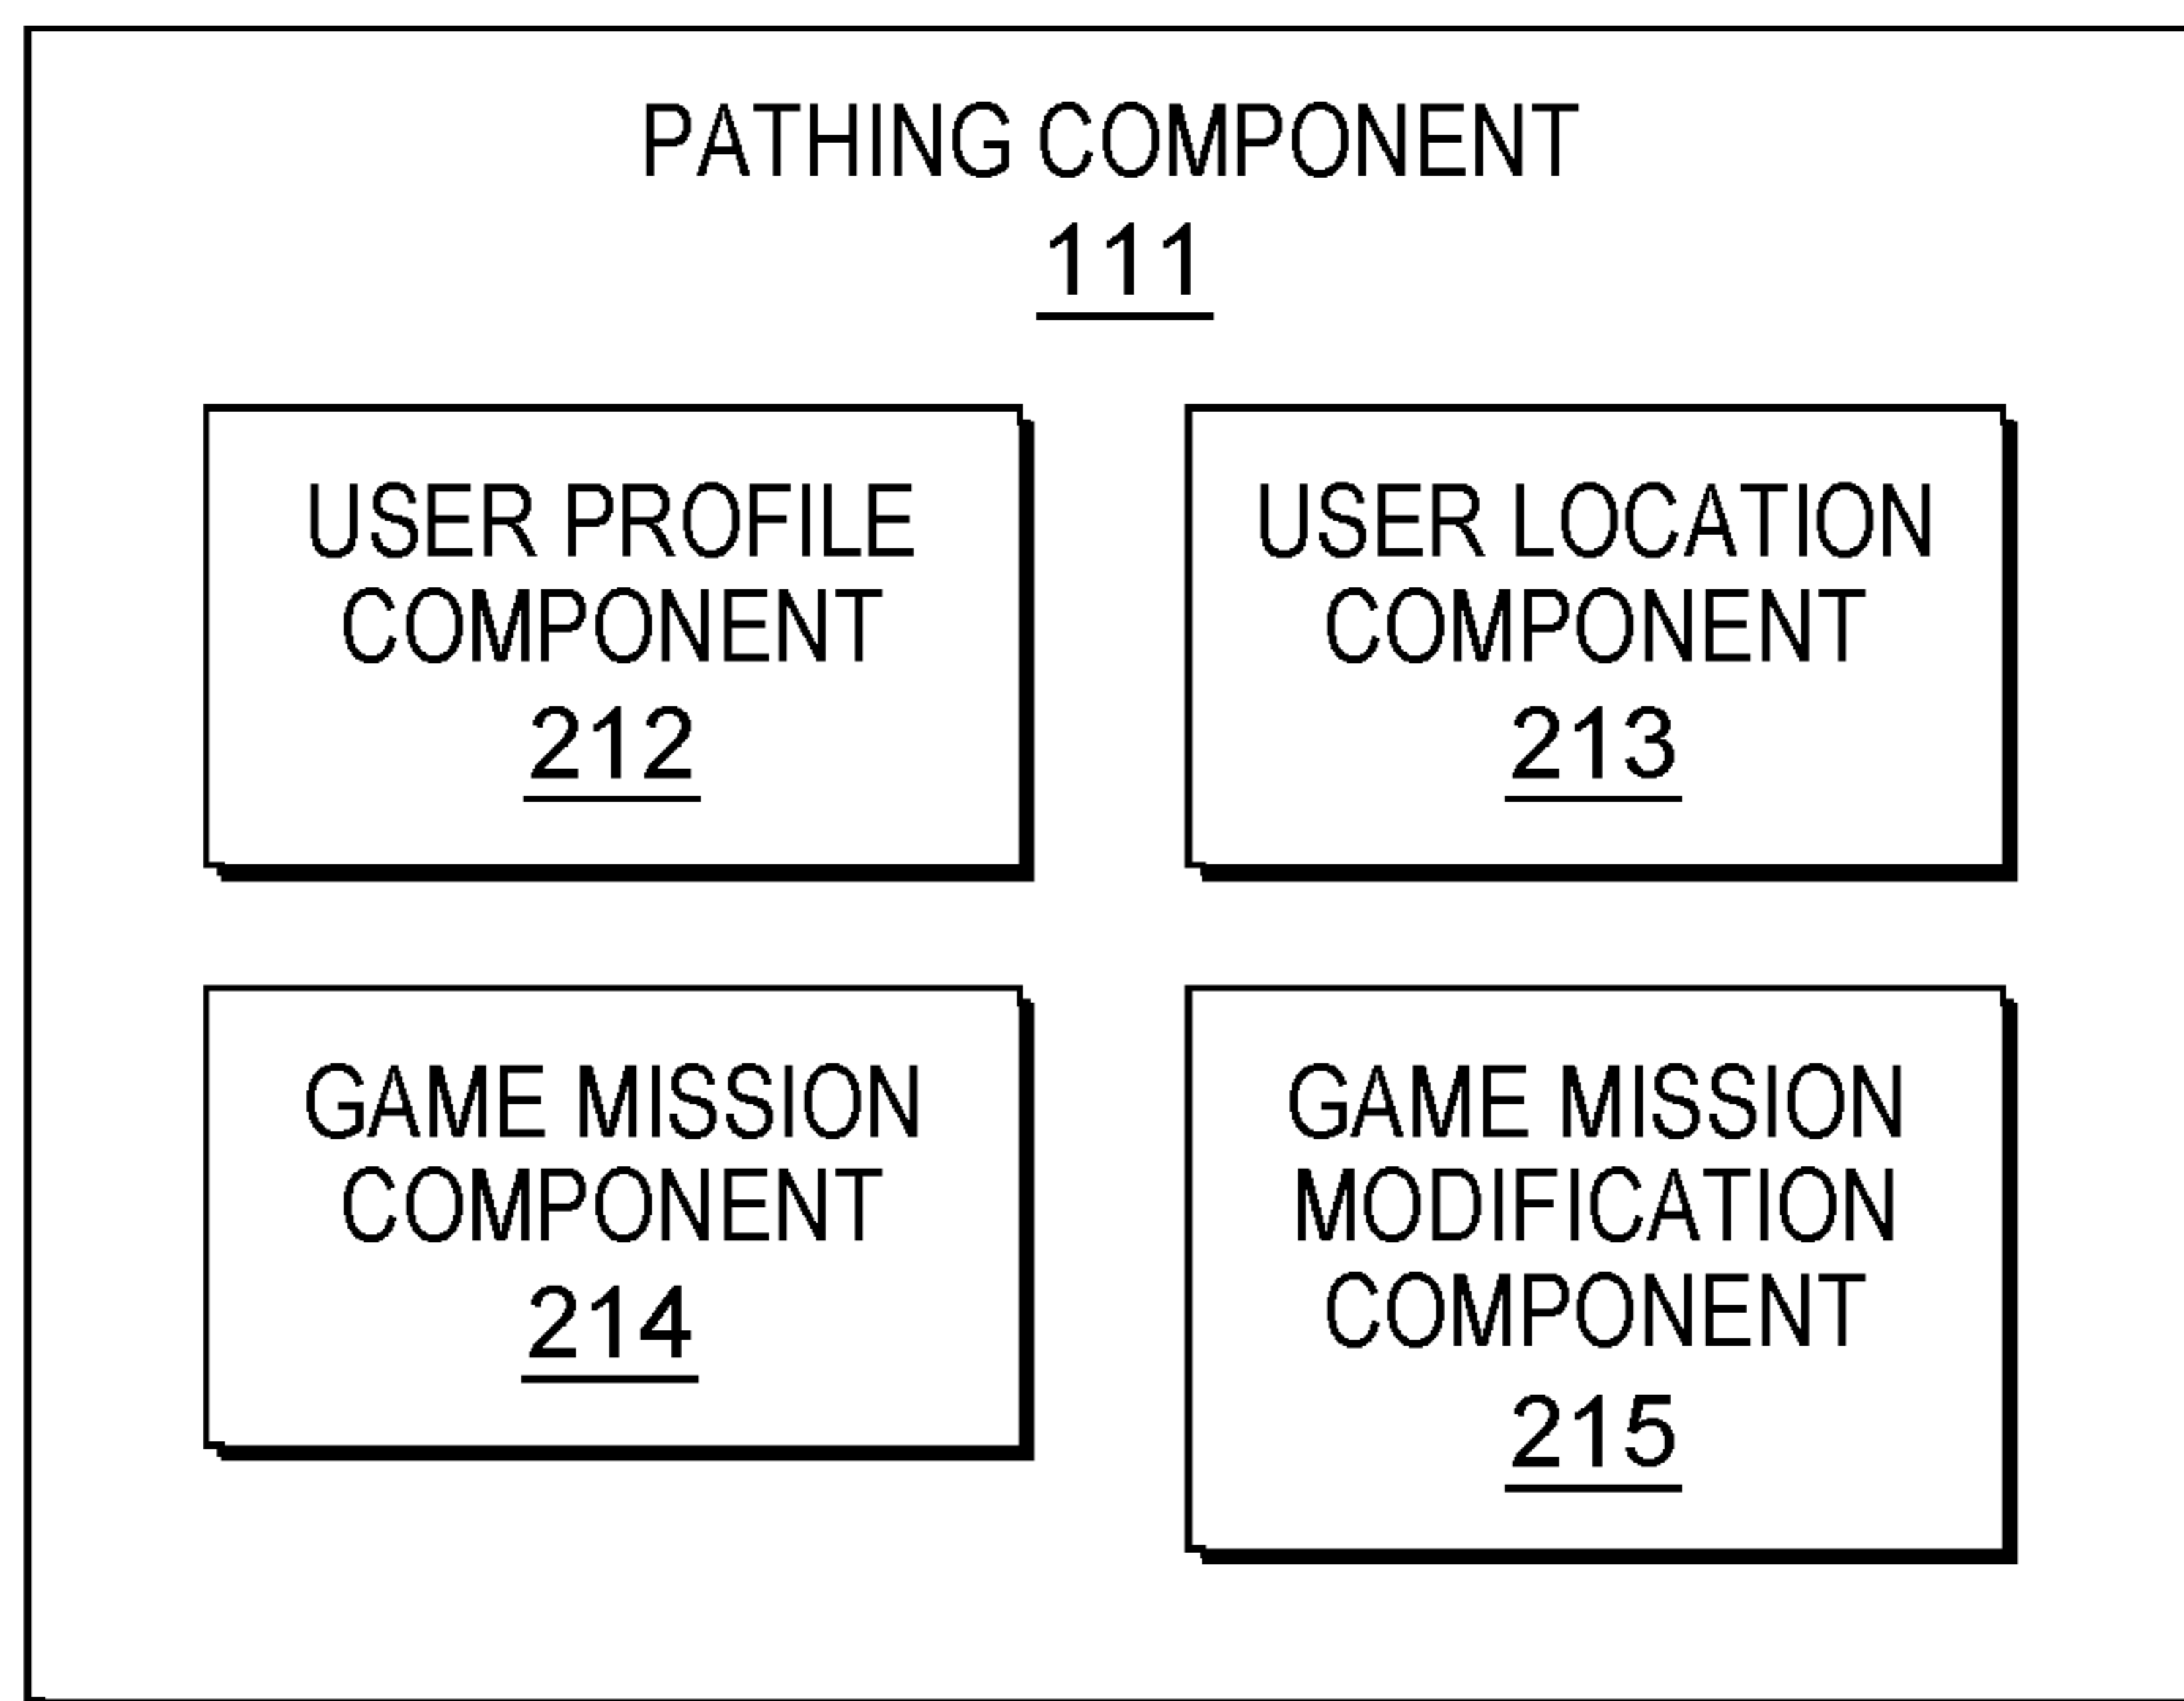 PATHING COMPONENT
111
USER PROFILE
COMPONENT
212
USER LOCATION
COMPONENT
213
GAME MISSION
COMPONENT
214
GAME MISSION
MODIFICATION
COMPONENT
215